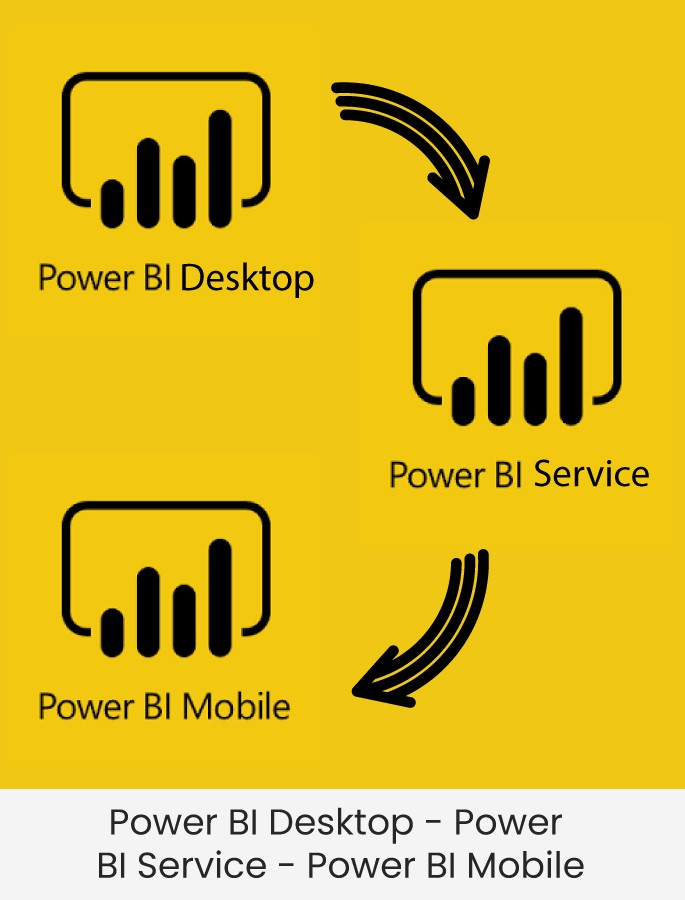 Power BI Desktop
Power BI Service
Power BI Mobile
Power BI Desktop - Power
BI Service - Power BI Mobile